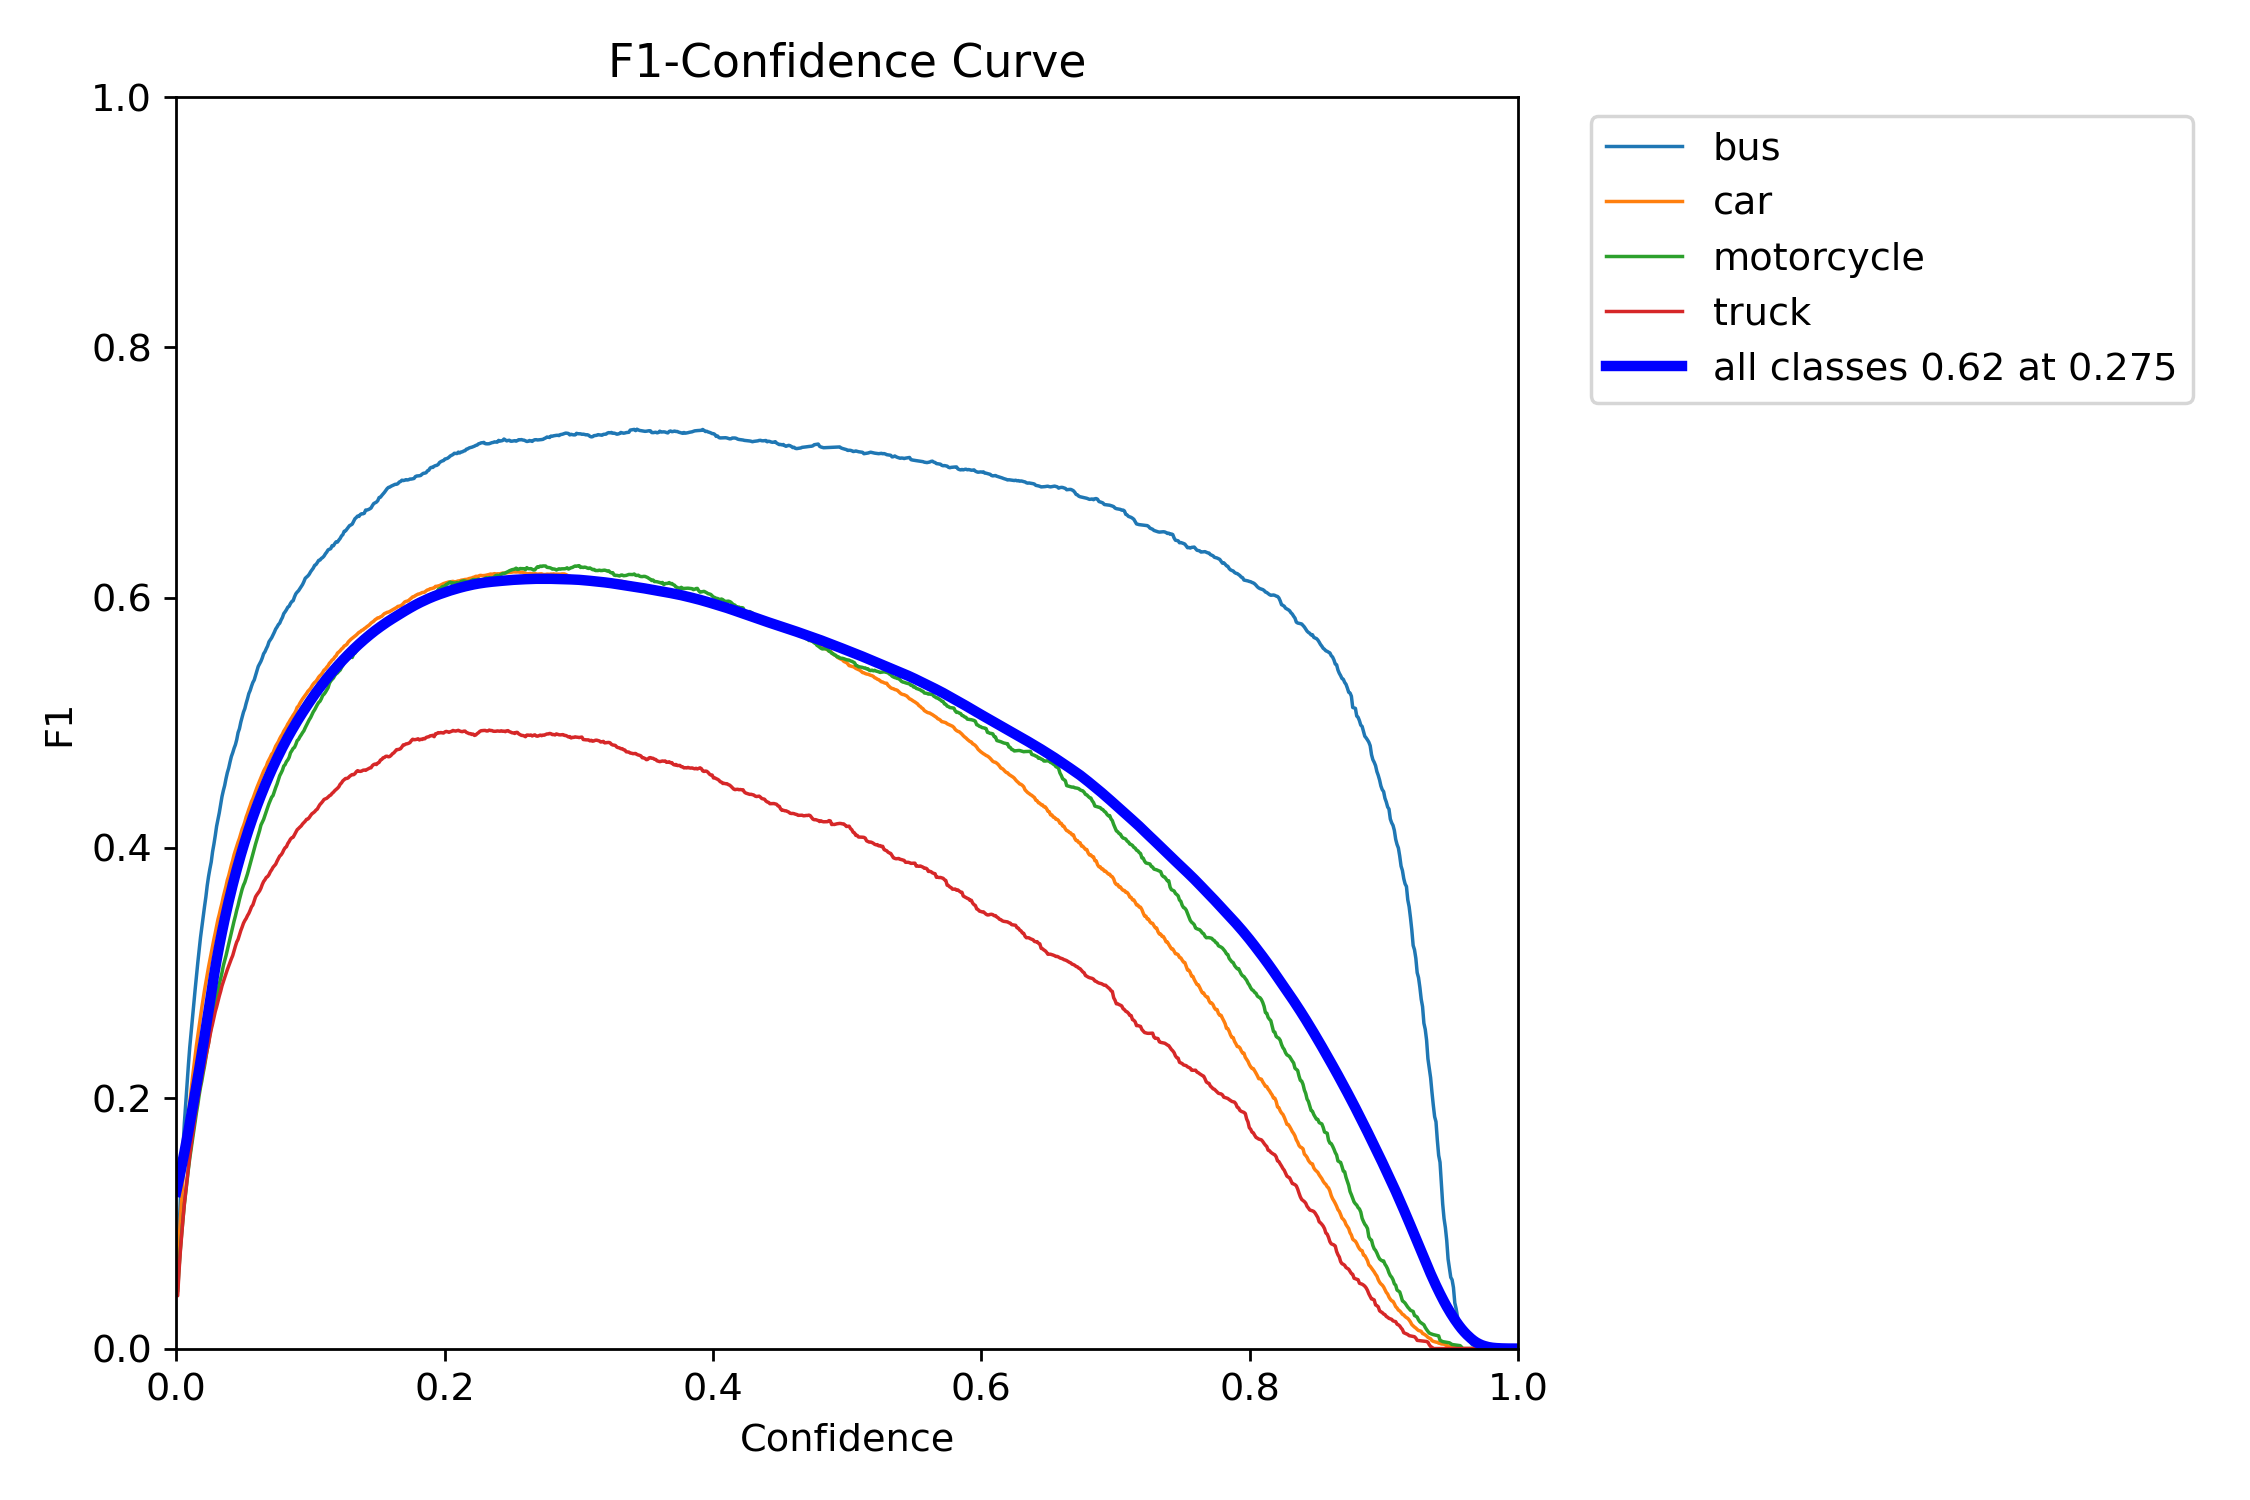 F1-Confidence Curve
1.0
0.8
0.6
0.4
0.2
0.0
F1
0.0 0.2 0.4 0.6 0.8 1.0
Confidence
bus
car
motorcycle
truck
all classes 0.62 at 0.275